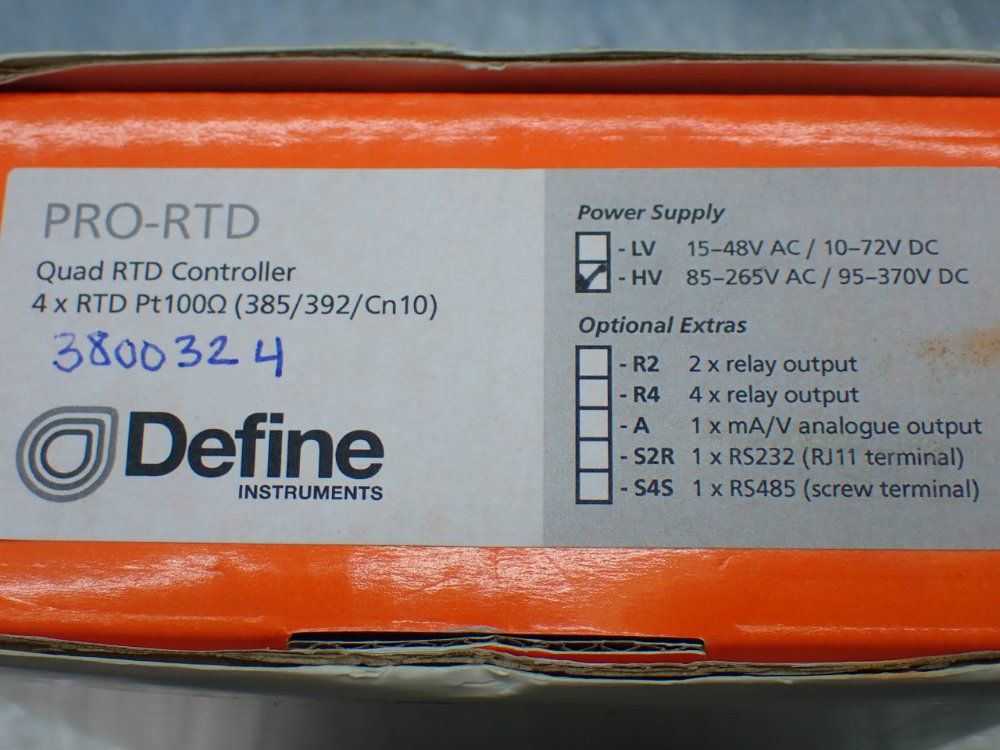 PRO-RTD
Quad RTD Controller
4 x RTD Pt100Ω (385/392/Cn10)
3800324
Define
INSTRUMENTS
Power Supply
- LV 15–48V AC / 10–72V DC
- HV 85–265V AC / 95–370V DC
Optional Extras
- R2 2 x relay output
- R4 4 x relay output
- A 1 x mA/V analogue output
- S2R 1 x RS232 (RJ11 terminal)
- S4S 1 x RS485 (screw terminal)